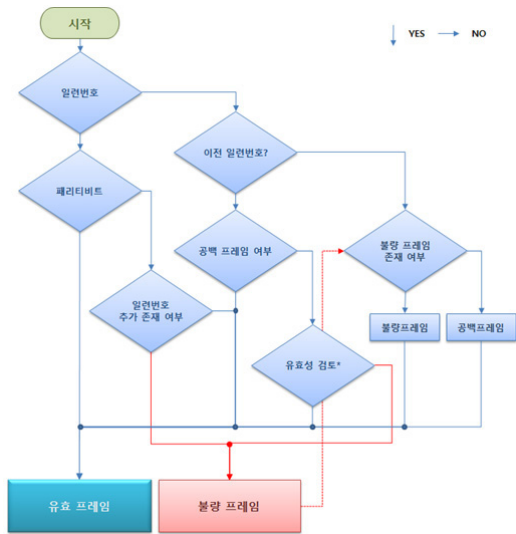 시작
YES
NO
일련번호
이전 일련번호?
패리티비트
공백 프레임 여부
불량 프레임
존재 여부
일련번호
추가 존재 여부
불량프레임
공백프레임
유효성 검토*
유효 프레임
불량 프레임